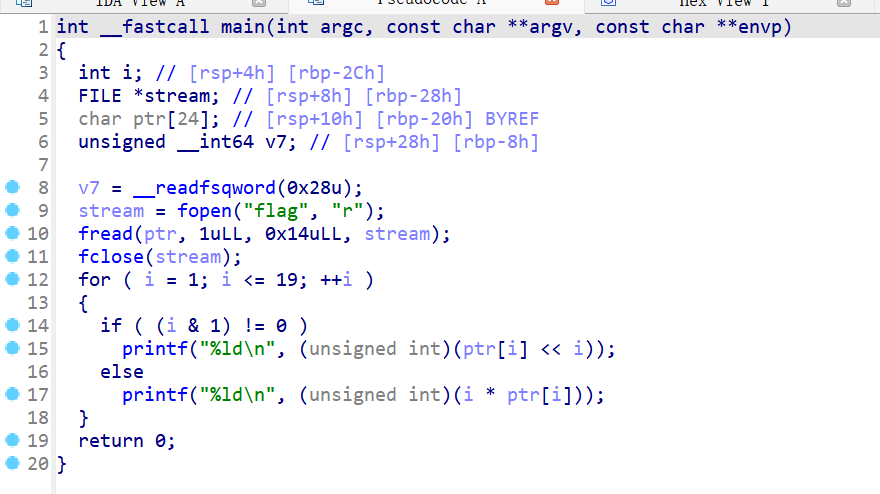 IDA View A Pseudocode A Hex View 1
1 int __fastcall main(int argc, const char **argv, const char **envp)
2 {
3 int i; // [rsp+4h] [rbp-2Ch]
4 FILE *stream; // [rsp+8h] [rbp-28h]
5 char ptr[24]; // [rsp+10h] [rbp-20h] BYREF
6 unsigned __int64 v7; // [rsp+28h] [rbp-8h]
7
8 v7 = __readfsqword(0x28u);
9 stream = fopen("flag", "r");
10 fread(ptr, 1uLL, 0x14uLL, stream);
11 fclose(stream);
12 for ( i = 1; i <= 19; ++i )
13 {
14 if ( (i & 1) != 0 )
15 printf("%ld\n", (unsigned int)(ptr[i] << i));
16 else
17 printf("%ld\n", (unsigned int)(i * ptr[i]));
18 }
19 return 0;
20 }